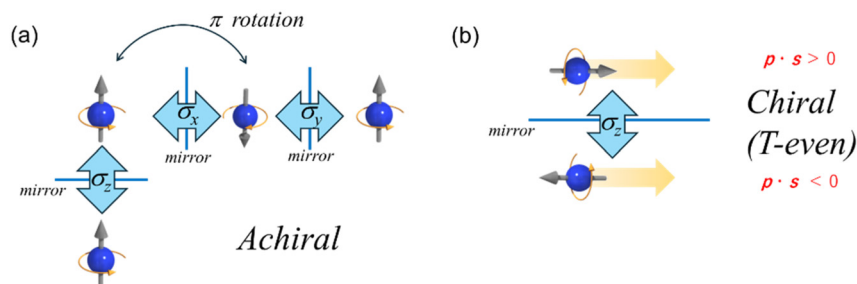 (a)
π rotation
σx
σy
mirror
mirror
mirror
σz
Achiral
(b)
p · s > 0
mirror
σz
Chiral
(T-even)
p · s < 0